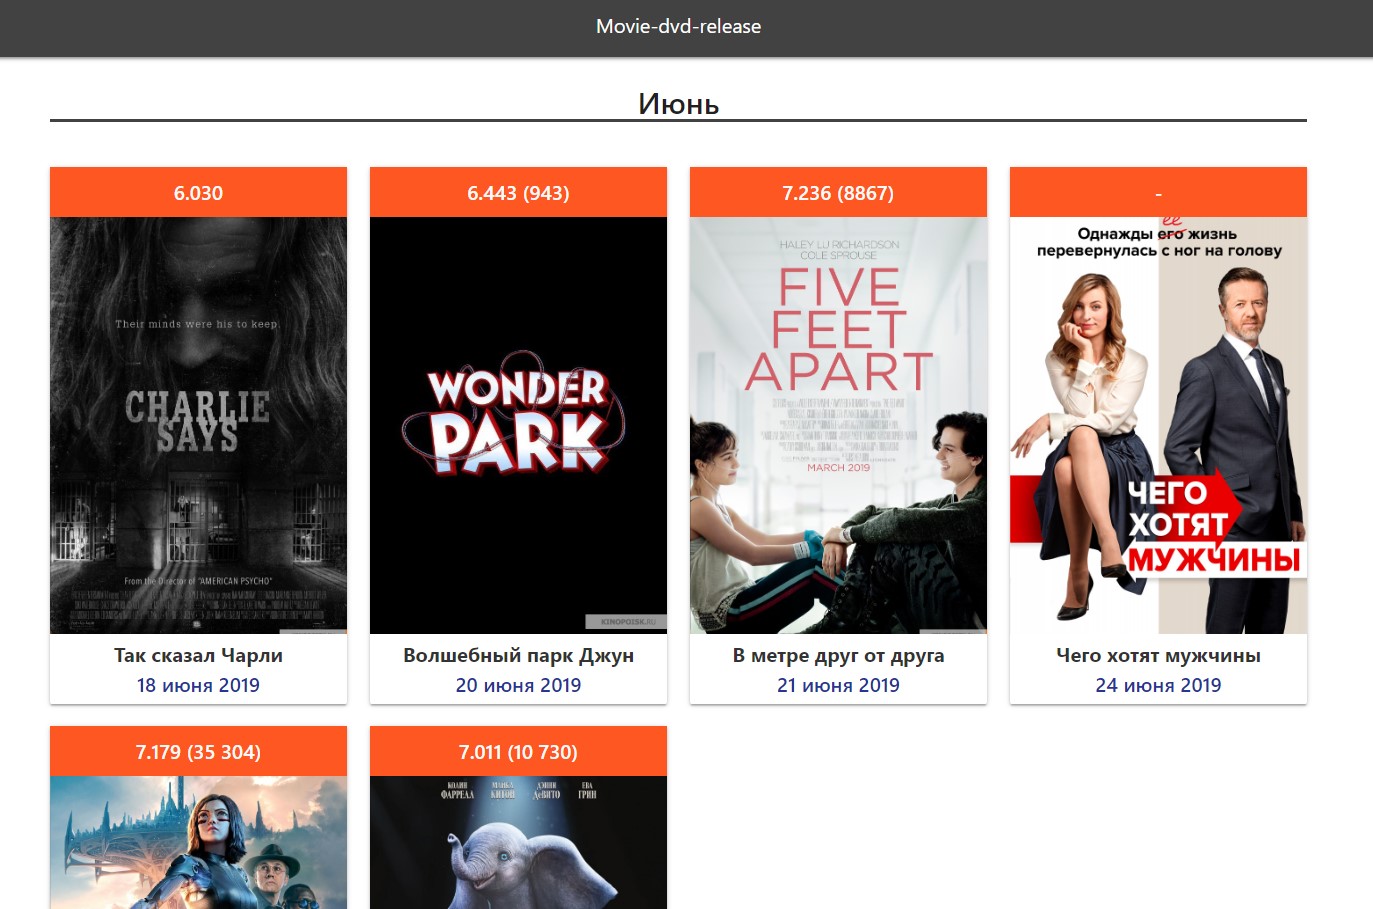 Movie-dvd-release
Июнь
6.030
6.443 (943)
7.236 (8867)
-
Their minds were his to keep.
CHARLIE
SAYS
From the Director of "AMERICAN PSYCHO"
WONDER
PARK
KINOPOISK.RU
HALEY LU RICHARDSON
COLE SPROUSE
FIVE
FEET
APART
MARCH 2019
ее
Однажды его жизнь
перевернулась с ног на голову
ЧЕГО
ХОТЯТ
МУЖЧИНЫ
Так сказал Чарли
18 июня 2019
Волшебный парк Джун
20 июня 2019
В метре друг от друга
21 июня 2019
Чего хотят мужчины
24 июня 2019
7.179 (35 304)
7.011 (10 730)
КОЛИН ФАРРЕЛЛ
МАЙКЛ КИТОН
ДЭННИ ДеВИТО
ЕВА ГРИН